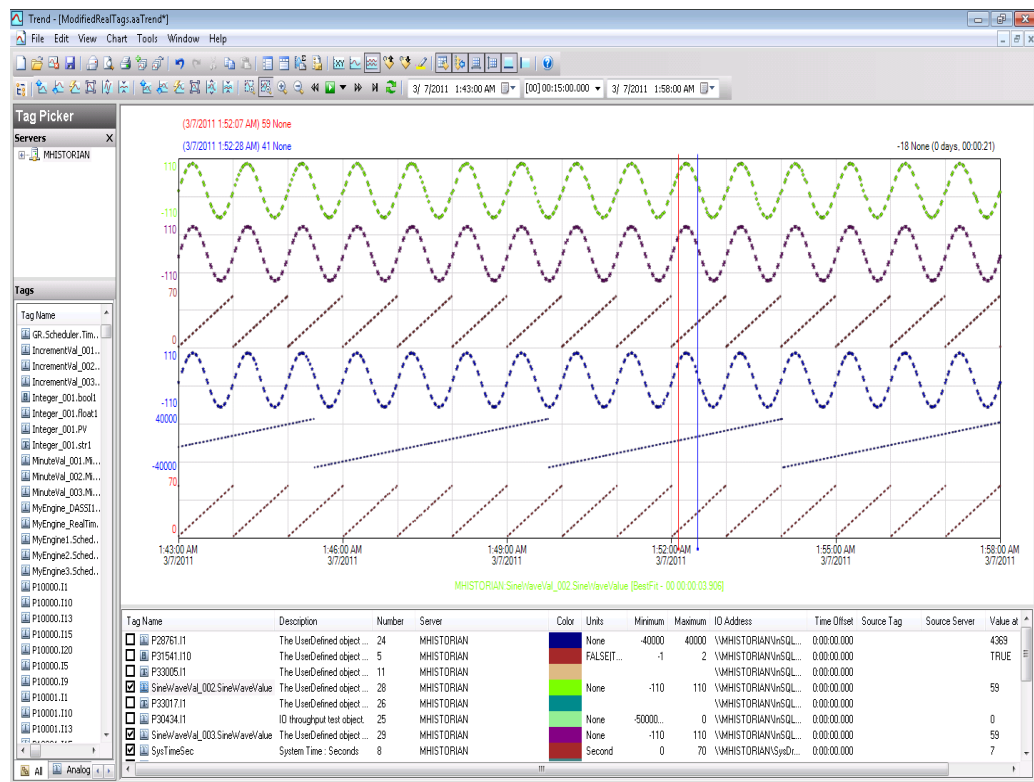 Trend - [ModifiedRealTags.aaTrend*]
File Edit View Chart Tools Window Help
3/ 7/2011 1:43:00 AM [00] 00:15:00.000 3/ 7/2011 1:58:00 AM
Tag Picker
Servers X
MHISTORIAN
(3/7/2011 1:52:07 AM) 59 None
(3/7/2011 1:52:28 AM) 41 None
-18 None (0 days, 00:00:21)
110
-110
110
-110
70
0
110
-110
40000
-40000
70
0
1:43:00 AM 1:46:00 AM 1:49:00 AM 1:52:00 AM 1:55:00 AM 1:58:00 AM
3/7/2011 3/7/2011 3/7/2011 3/7/2011 3/7/2011 3/7/2011
MHISTORIAN.SineWaveVal_002.SineWaveValue [BestFit - 00 00:00:03.906]
Tags
Tag Name
GR.Scheduler.Tim..
IncrementVal_001..
IncrementVal_002..
IncrementVal_003..
Integer_001.bool1
Integer_001.float1
Integer_001.PV
Integer_001.str1
MinuteVal_001.Mi...
MinuteVal_002.Mi...
MinuteVal_003.Mi...
MyEngine_DASSI1..
MyEngine_RealTim..
MyEngine1.Sched..
MyEngine2.Sched..
MyEngine3.Sched..
P10000.I1
P10000.I10
P10000.I13
P10000.I15
P10000.I20
P10000.I5
P10000.I9
P10001.I1
P10001.I10
P10001.I13
All Analog
Tag Name Description Number Server Color Units Minimum Maximum IO Address Time Offset Source Tag Source Server Value at
P28761.I1 The UserDefined object ... 24 MHISTORIAN None -40000 40000 \\MHISTORIAN\InSQL... 0:00:00.000 4369
P31541.I10 The UserDefined object ... 5 MHISTORIAN FALSE|T... -1 2 \\MHISTORIAN\InSQL... 0:00:00.000 TRUE
P33005.I1 The UserDefined object ... 11 MHISTORIAN \\MHISTORIAN\InSQL... 0:00:00.000
SineWaveVal_002.SineWaveValue The UserDefined object ... 28 MHISTORIAN None -110 110 \\MHISTORIAN\InSQL... 0:00:00.000 59
P33017.I1 The UserDefined object ... 26 MHISTORIAN \\MHISTORIAN\InSQL... 0:00:00.000
P30434.I1 IO throughput test object. 25 MHISTORIAN None -50000... 0 \\MHISTORIAN\InSQL... 0:00:00.000 0
SineWaveVal_003.SineWaveValue The UserDefined object ... 29 MHISTORIAN None -110 110 \\MHISTORIAN\InSQL... 0:00:00.000 59
SysTimeSec System Time : Seconds 8 MHISTORIAN Second 0 70 \\MHISTORIAN\SysDr... 0:00:00.000 7